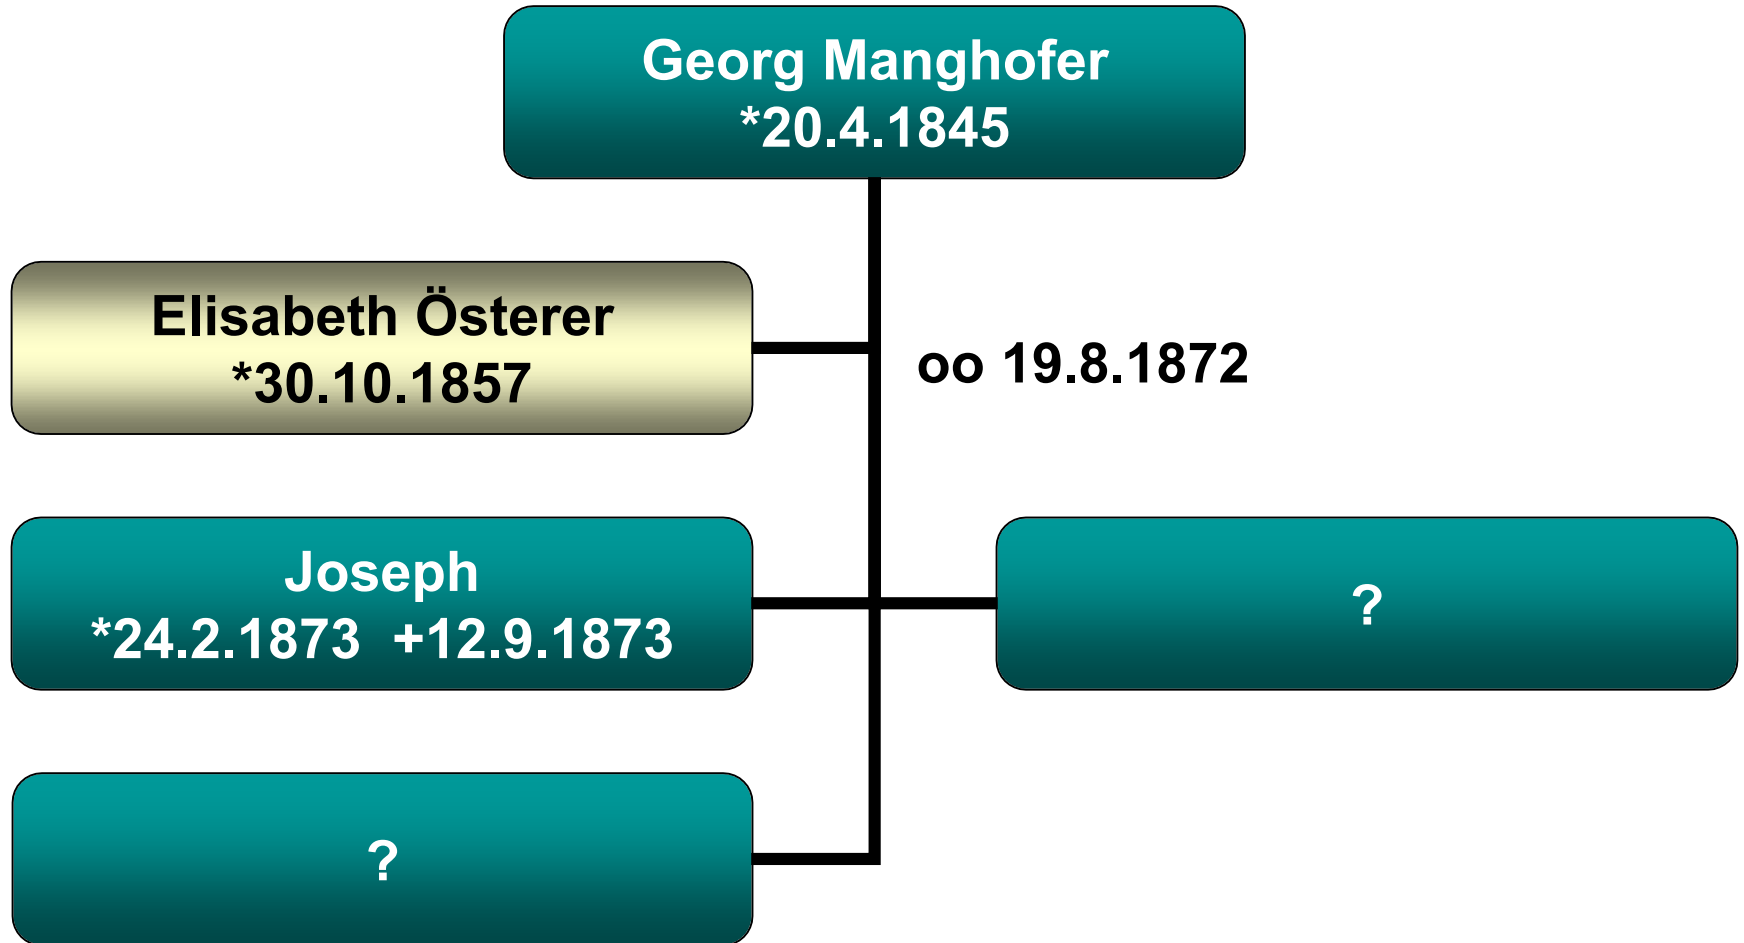 Georg Manghofer
*20.4.1845
Elisabeth Österer
*30.10.1857
oo 19.8.1872
Joseph
*24.2.1873  +12.9.1873
?
?